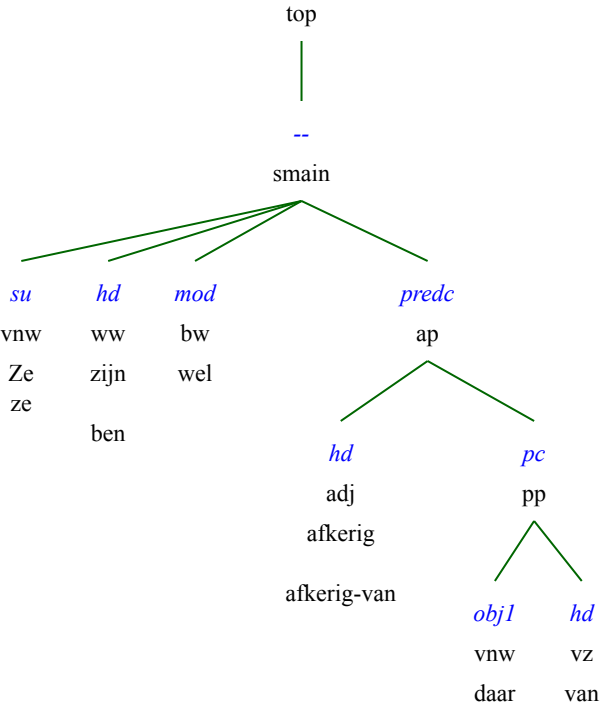 top
--
smain
su hd mod predc
vnw ww bw ap
Ze zijn wel
ze
ben
hd pc
adj pp
afkerig
afkerig-van
obj1 hd
vnw vz
daar van